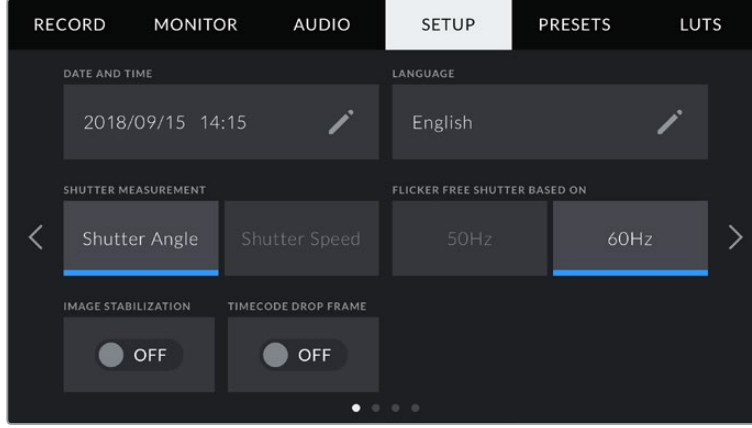 RECORD MONITOR AUDIO SETUP PRESETS LUTS
DATE AND TIME LANGUAGE
2018/09/15 14:15 English
SHUTTER MEASUREMENT FLICKER FREE SHUTTER BASED ON
Shutter Angle Shutter Speed 50Hz 60Hz
IMAGE STABILIZATION TIMECODE DROP FRAME
OFF OFF